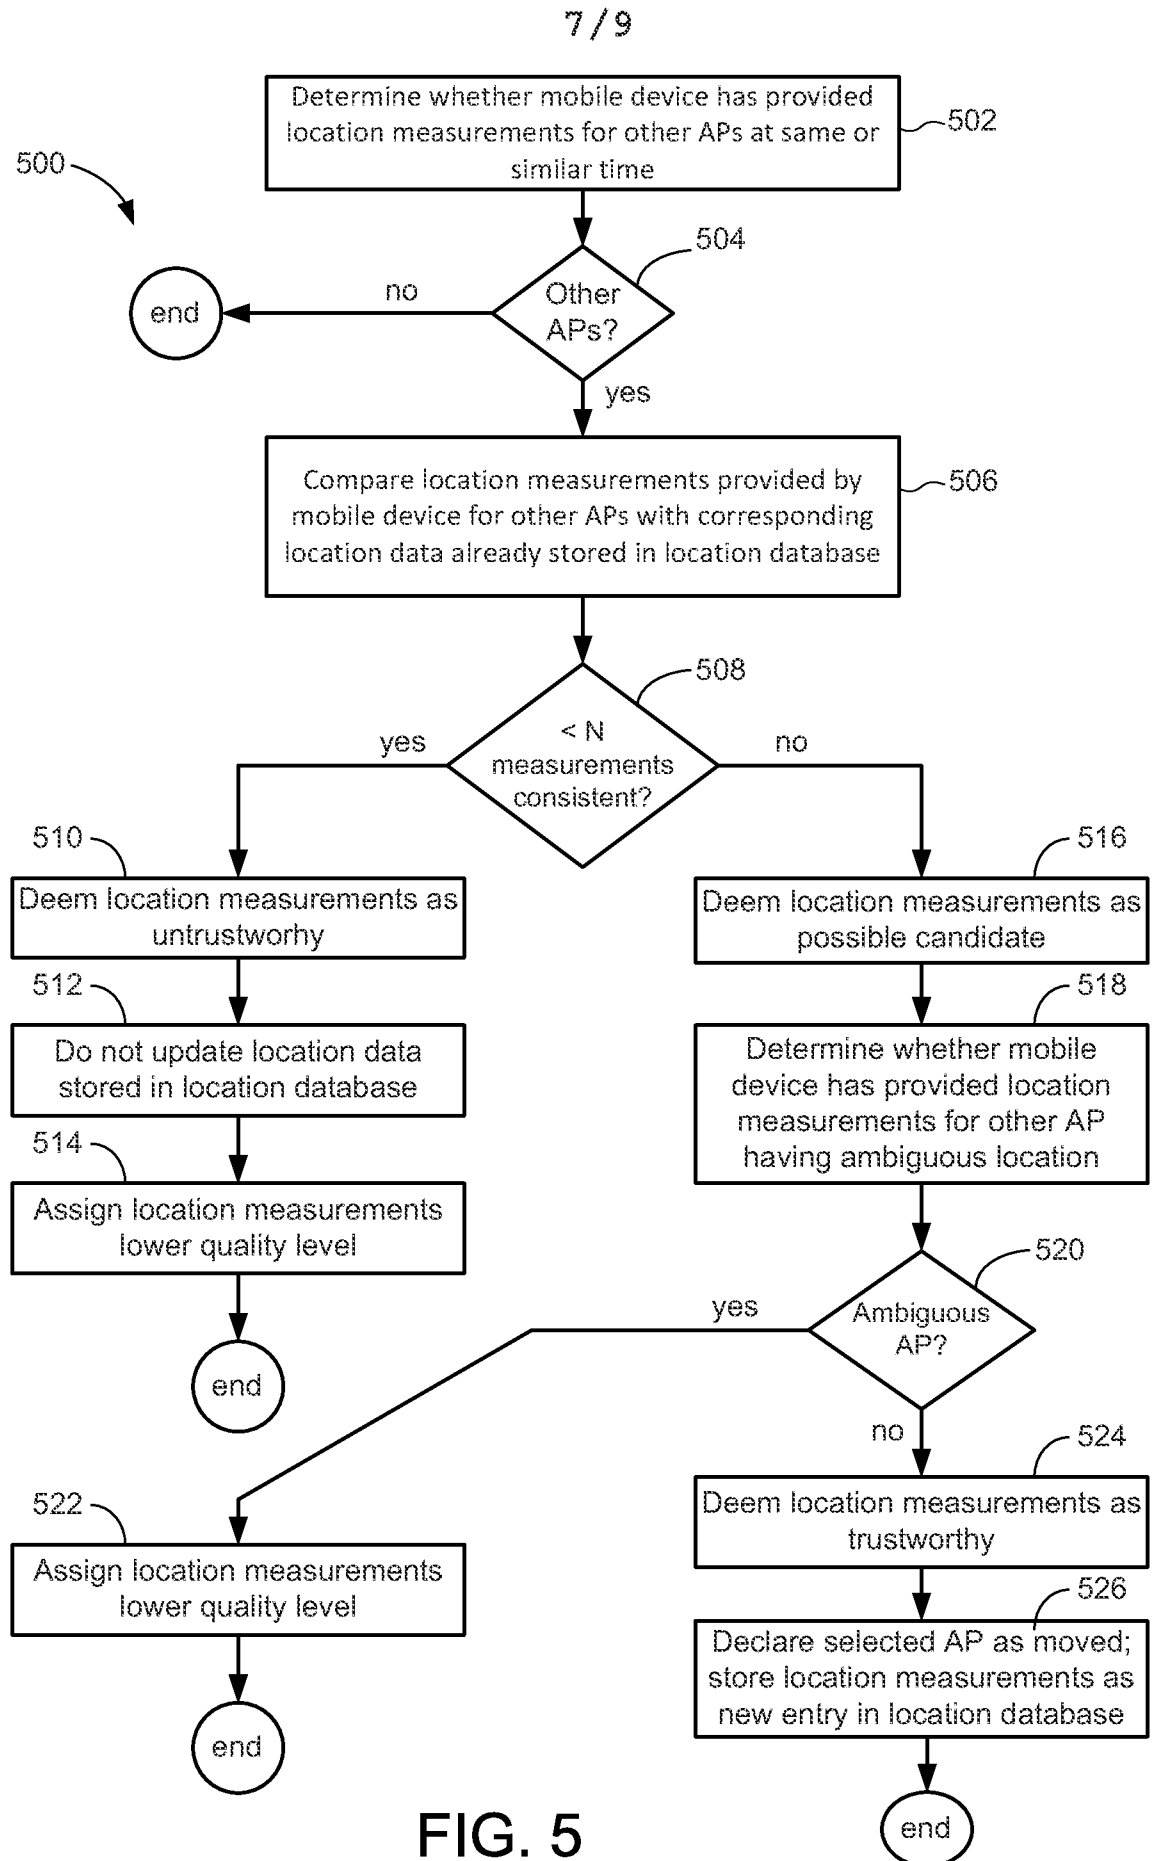 7/9
Determine whether mobile device has provided
location measurements for other APs at same or
similar time
502
500
504
Other
APs?
no
end
yes
Compare location measurements provided by
mobile device for other APs with corresponding
location data already stored in location database
506
508
< N
measurements
consistent?
yes
no
510
Deem location measurements as
untrustworhy
512
Do not update location data
stored in location database
514
Assign location measurements
lower quality level
end
516
Deem location measurements as
possible candidate
518
Determine whether mobile
device has provided location
measurements for other AP
having ambiguous location
520
Ambiguous
AP?
yes
no
522
Assign location measurements
lower quality level
end
524
Deem location measurements as
trustworthy
526
Declare selected AP as moved;
store location measurements as
new entry in location database
end
FIG. 5